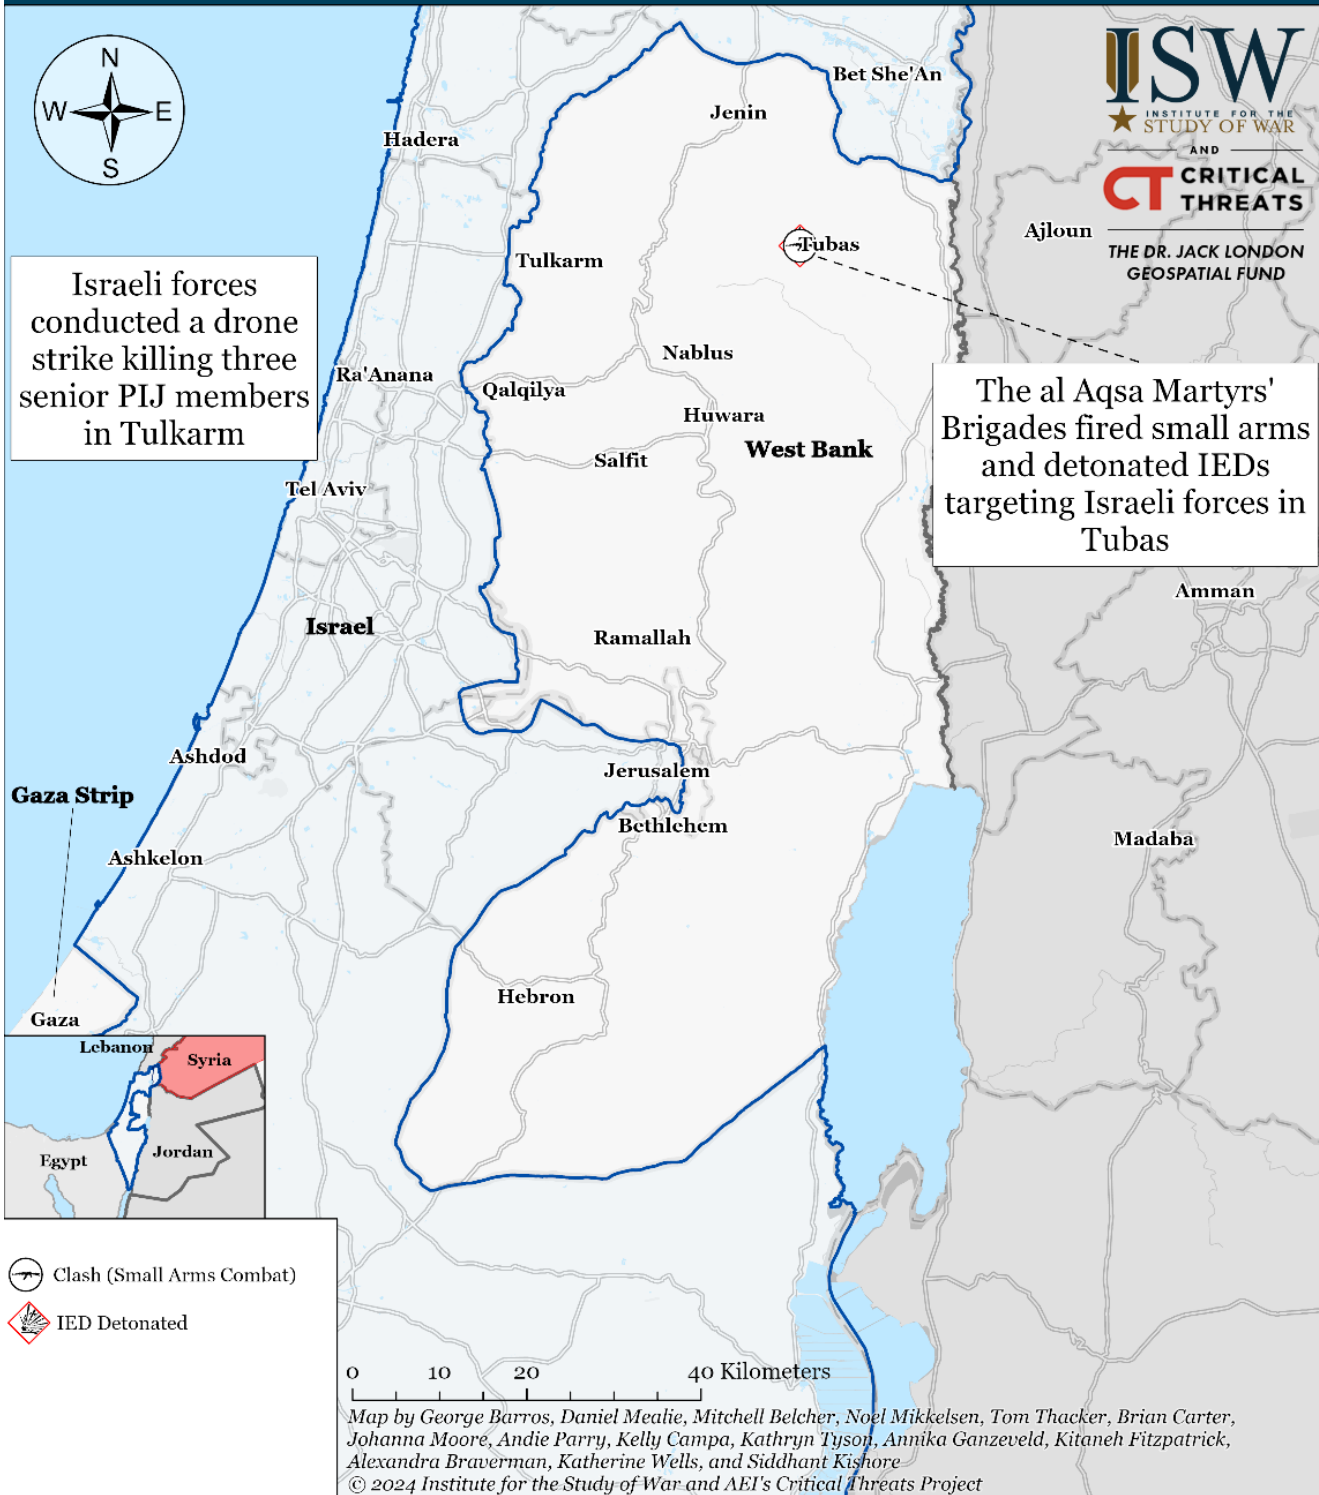 N
W
E
S
ISW
INSTITUTE FOR THE
STUDY OF WAR
AND
CT CRITICAL
THREATS
THE DR. JACK LONDON
GEOSPATIAL FUND
Bet She'An
Jenin
Hadera
Ajloun
Tubas
Tulkarm
Israeli forces
conducted a drone
strike killing three
senior PIJ members
in Tulkarm
Nablus
Ra'Anana
Qalqilya
Huwara
West Bank
Salfit
The al Aqsa Martyrs'
Brigades fired small arms
and detonated IEDs
targeting Israeli forces in
Tubas
Tel Aviv
Amman
Israel
Ramallah
Ashdod
Jerusalem
Gaza Strip
Bethlehem
Madaba
Ashkelon
Hebron
Gaza
Lebanon
Syria
Jordan
Egypt
Clash (Small Arms Combat)
IED Detonated
0 10 20 40 Kilometers
Map by George Barros, Daniel Mealie, Mitchell Belcher, Noel Mikkelsen, Tom Thacker, Brian Carter,
Johanna Moore, Andie Parry, Kelly Campa, Kathryn Tyson, Annika Ganzeveld, Kitaneh Fitzpatrick,
Alexandra Braverman, Katherine Wells, and Siddhant Kishore
© 2024 Institute for the Study of War and AEI's Critical Threats Project